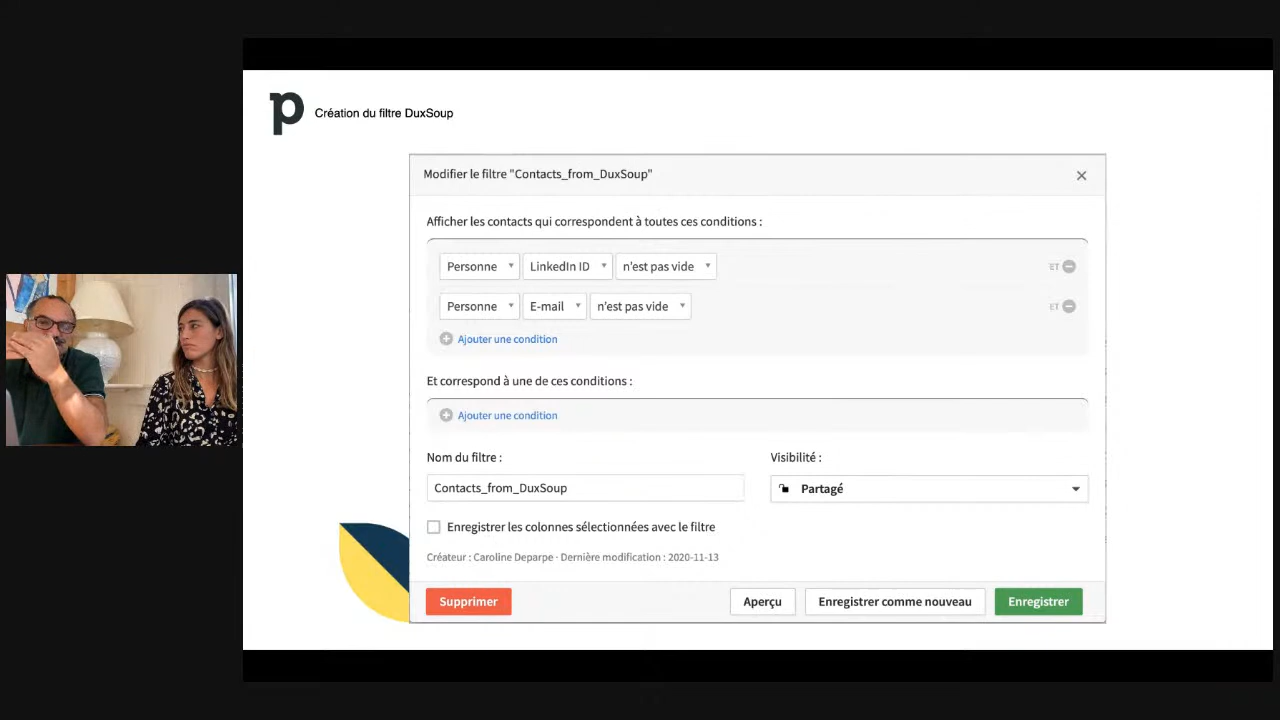 p Création du filtre DuxSoup
Modifier le filtre "Contacts_from_DuxSoup"
Afficher les contacts qui correspondent à toutes ces conditions :
Personne LinkedIn ID n'est pas vide ET
Personne E-mail n'est pas vide ET
Ajouter une condition
Et correspond à une de ces conditions :
Ajouter une condition
Nom du filtre : Visibilité :
Contacts_from_DuxSoup Partagé
Enregistrer les colonnes sélectionnées avec le filtre
Créateur : Caroline Deparpe · Dernière modification : 2020-11-13
Supprimer Aperçu Enregistrer comme nouveau Enregistrer